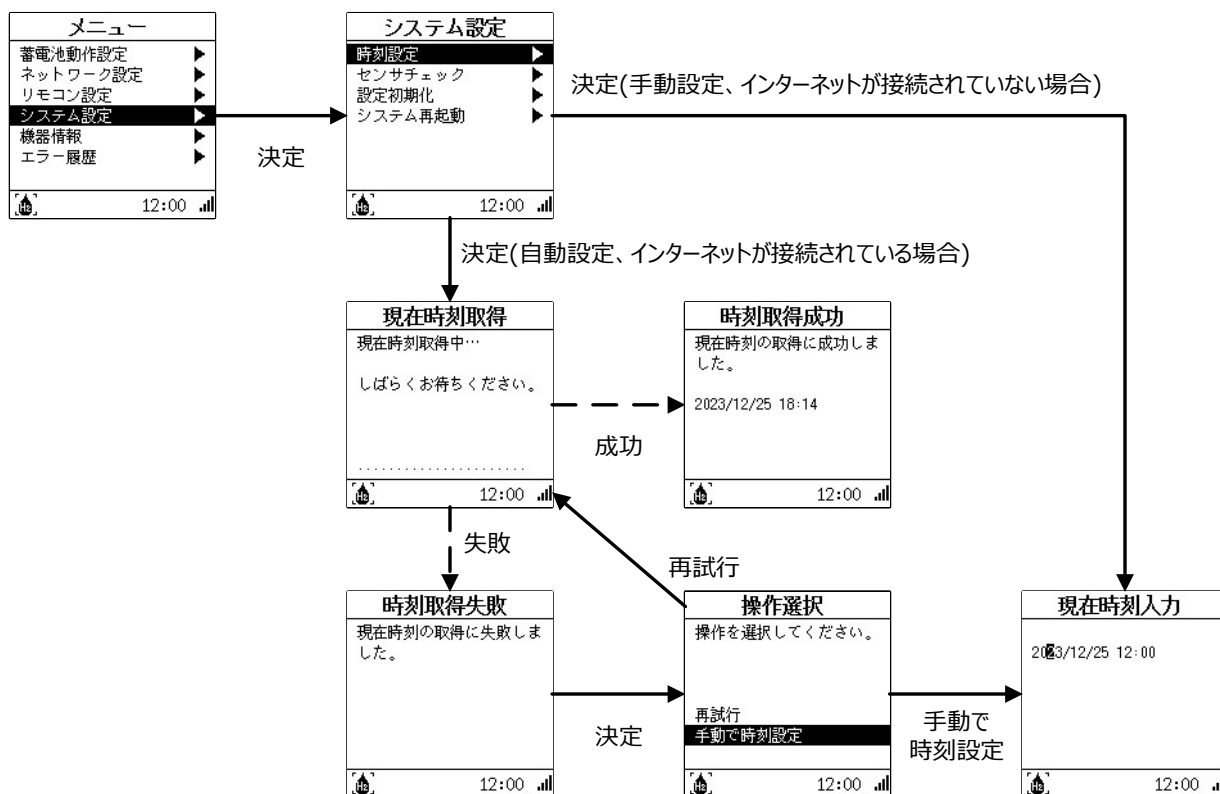 メニュー
蓄電池動作設定
ネットワーク設定
リモコン設定
システム設定
機器情報
エラー履歴
H2
12:00
決定
システム設定
時刻設定
センサチェック
設定初期化
システム再起動
H2
12:00
決定(手動設定、インターネットが接続されていない場合)
決定(自動設定、インターネットが接続されている場合)
現在時刻取得
現在時刻取得中…
しばらくお待ちください。
......................
H2
12:00
成功
時刻取得成功
現在時刻の取得に成功しま
した。
2023/12/25 18:14
H2
12:00
失敗
再試行
時刻取得失敗
現在時刻の取得に失敗しま
した。
H2
12:00
決定
操作選択
操作を選択してください。
再試行
手動で時刻設定
H2
12:00
手動で
時刻設定
現在時刻入力
2023/12/25 12:00
H2
12:00